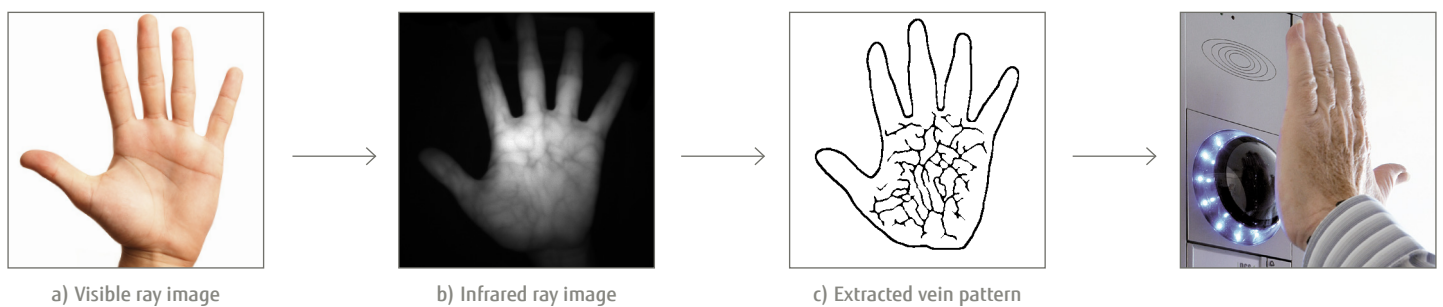 a) Visible ray image
b) Infrared ray image
c) Extracted vein pattern